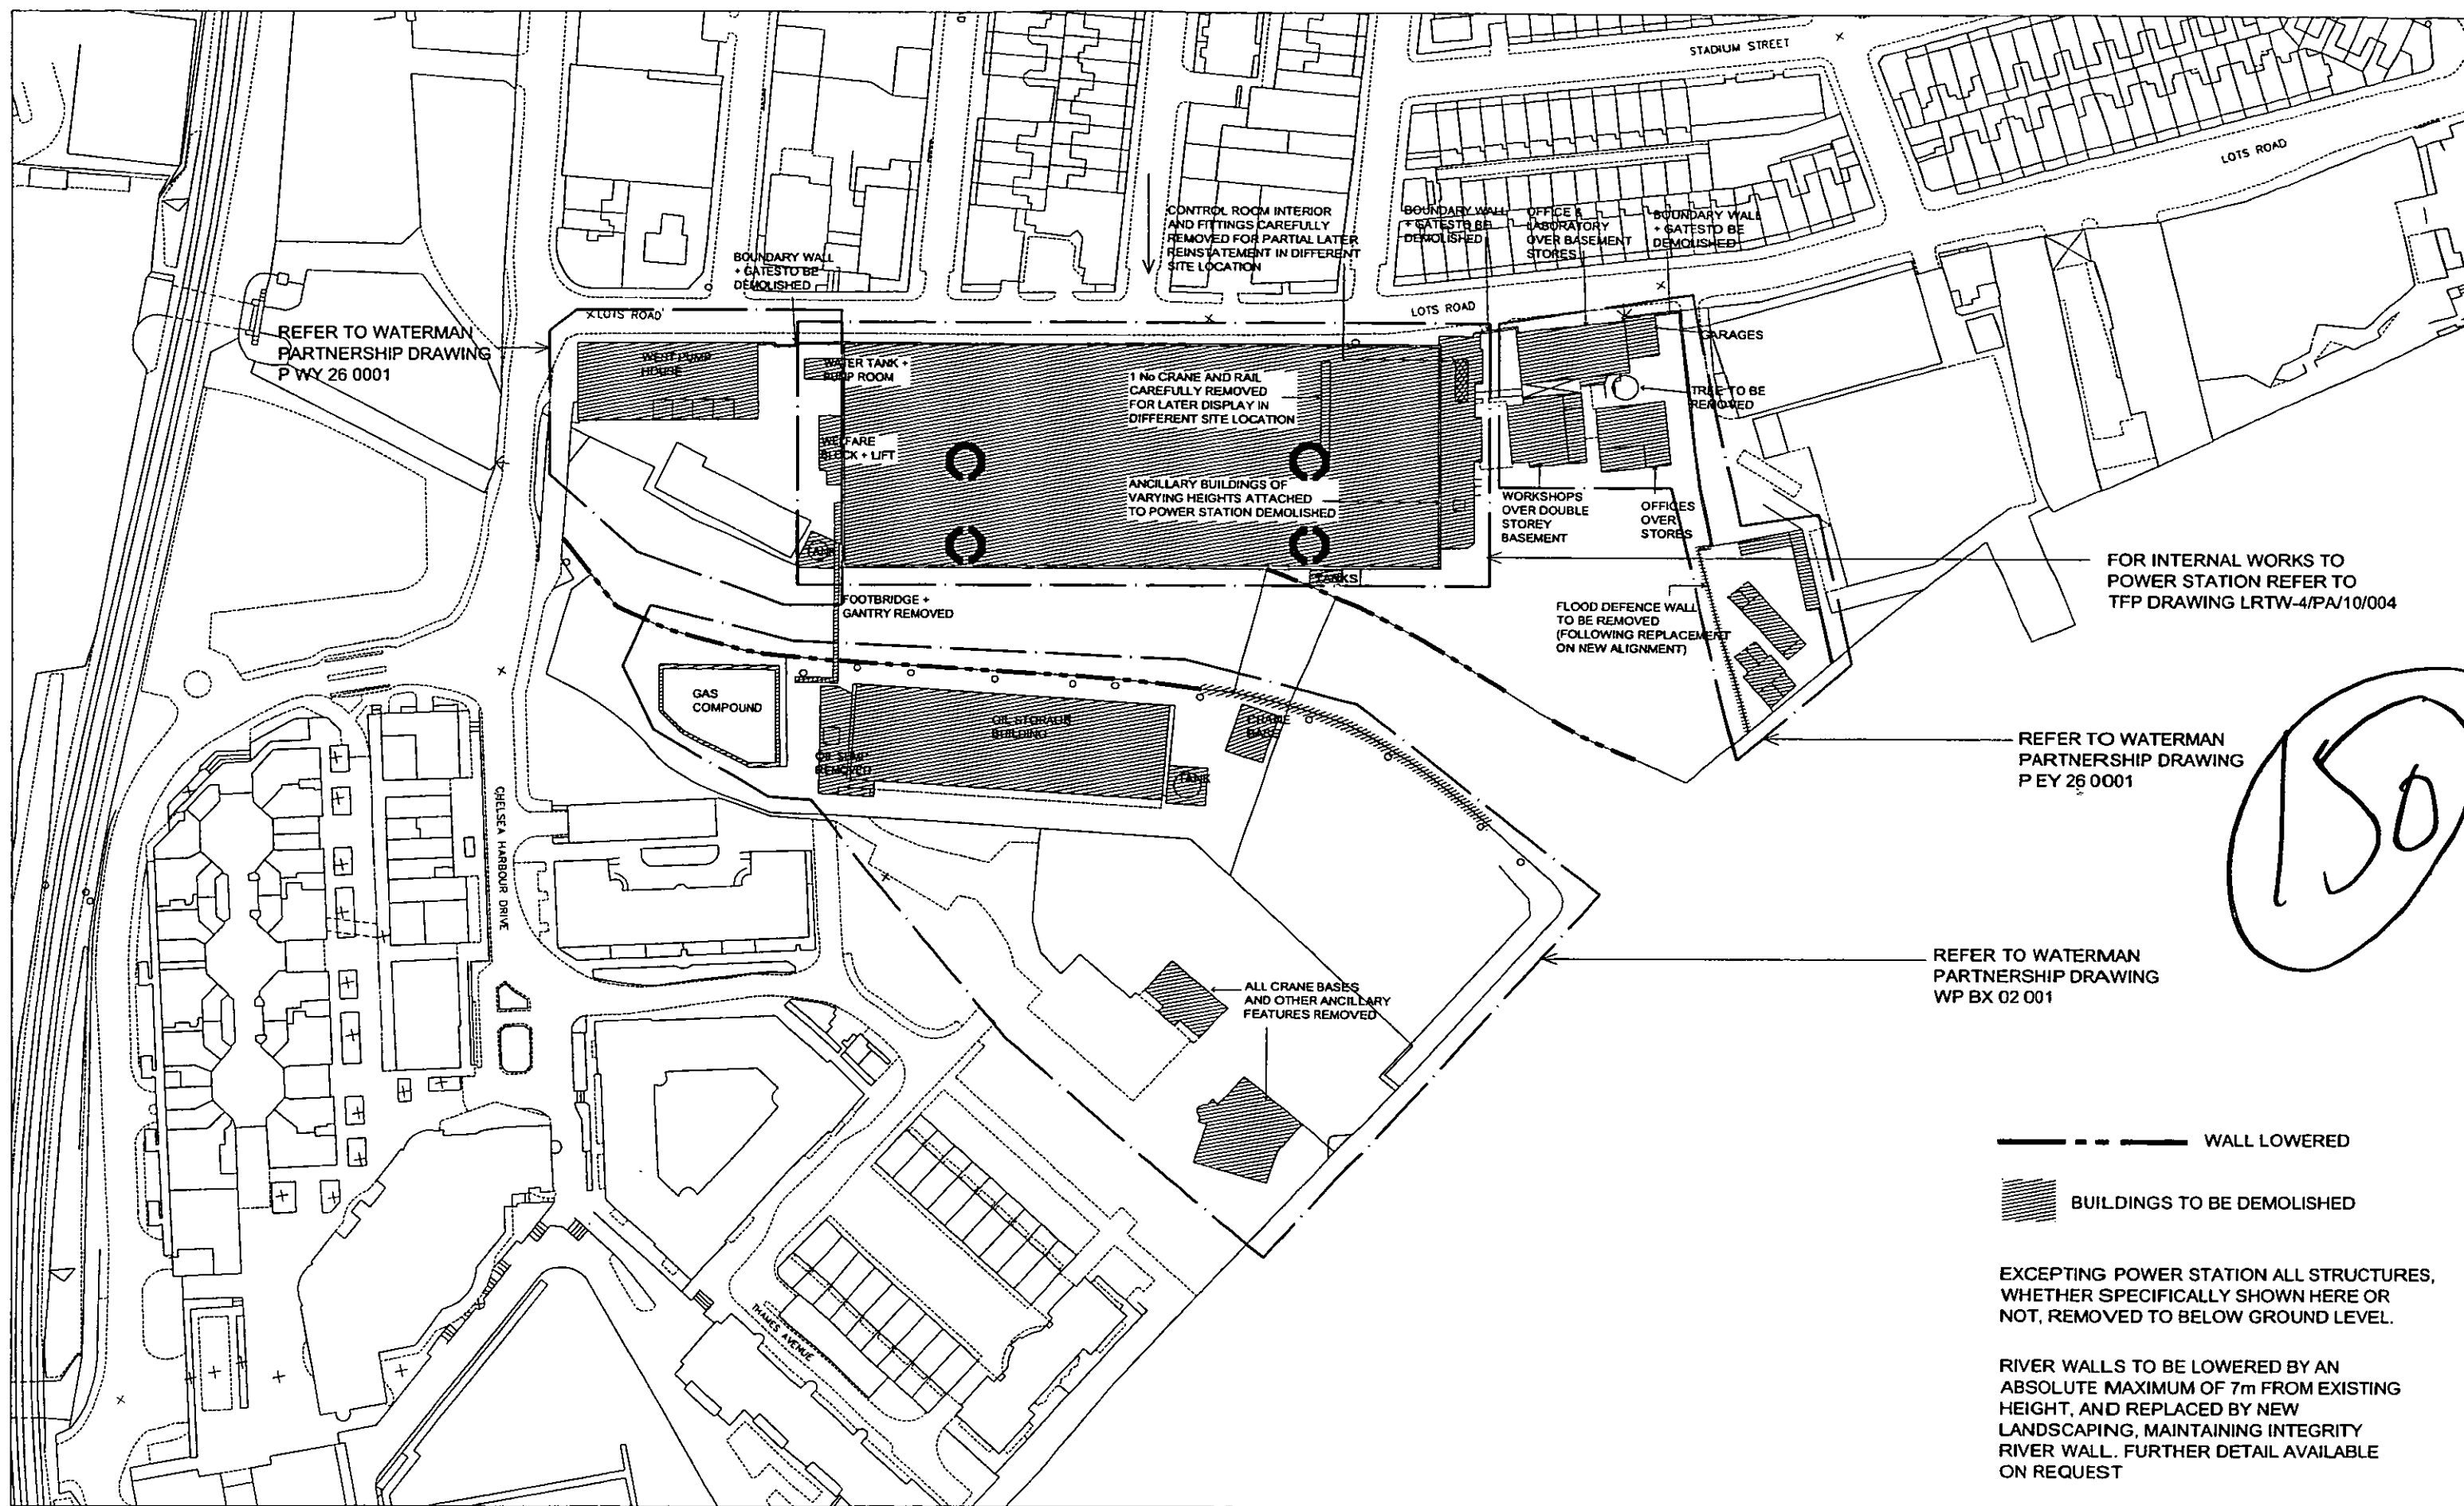 STADIUM STREET
LOTS ROAD
CONTROL ROOM INTERIOR
AND FITTINGS CAREFULLY
REMOVED FOR PARTIAL LATER
REINSTATEMENT IN DIFFERENT
SITE LOCATION
BOUNDARY WALL
+ GATESTO BE
DEMOLISHED
OFFICE &
LABORATORY
OVER BASEMENT
STORES
BOUNDARY WALL
+ GATESTO BE
DEMOLISHED
BOUNDARY WALL
+ GATESTO BE
DEMOLISHED
LOTS ROAD
LOTS ROAD
REFER TO WATERMAN
PARTNERSHIP DRAWING
P WY 26 0001
WEST PUMP
HOUSE
WATER TANK +
PUMP ROOM
1 No CRANE AND RAIL
CAREFULLY REMOVED
FOR LATER DISPLAY IN
DIFFERENT SITE LOCATION
GARAGES
TREE TO BE
REMOVED
WELFARE
BLOCK + LIFT
ANCILLARY BUILDINGS OF
VARYING HEIGHTS ATTACHED
TO POWER STATION DEMOLISHED
WORKSHOPS
OVER DOUBLE
STOREY
BASEMENT
OFFICES
OVER
STORES
TANK
TANKS
FOOTBRIDGE +
GANTRY REMOVED
FLOOD DEFENCE WALL
TO BE REMOVED
(FOLLOWING REPLACEMENT
ON NEW ALIGNMENT)
FOR INTERNAL WORKS TO
POWER STATION REFER TO
TFP DRAWING LRTW-4/PA/10/004
GAS
COMPOUND
OIL STORAGE
BUILDING
CRANE
BASE
OIL SUMP
REMOVED
TANK
REFER TO WATERMAN
PARTNERSHIP DRAWING
P EY 26 0001
150
CHELSEA HARBOUR DRIVE
REFER TO WATERMAN
PARTNERSHIP DRAWING
WP BX 02 001
ALL CRANE BASES
AND OTHER ANCILLARY
FEATURES REMOVED
THAMES AVENUE
WALL LOWERED
BUILDINGS TO BE DEMOLISHED
EXCEPTING POWER STATION ALL STRUCTURES,
WHETHER SPECIFICALLY SHOWN HERE OR
NOT, REMOVED TO BELOW GROUND LEVEL.
RIVER WALLS TO BE LOWERED BY AN
ABSOLUTE MAXIMUM OF 7m FROM EXISTING
HEIGHT, AND REPLACED BY NEW
LANDSCAPING, MAINTAINING INTEGRITY
RIVER WALL. FURTHER DETAIL AVAILABLE
ON REQUEST